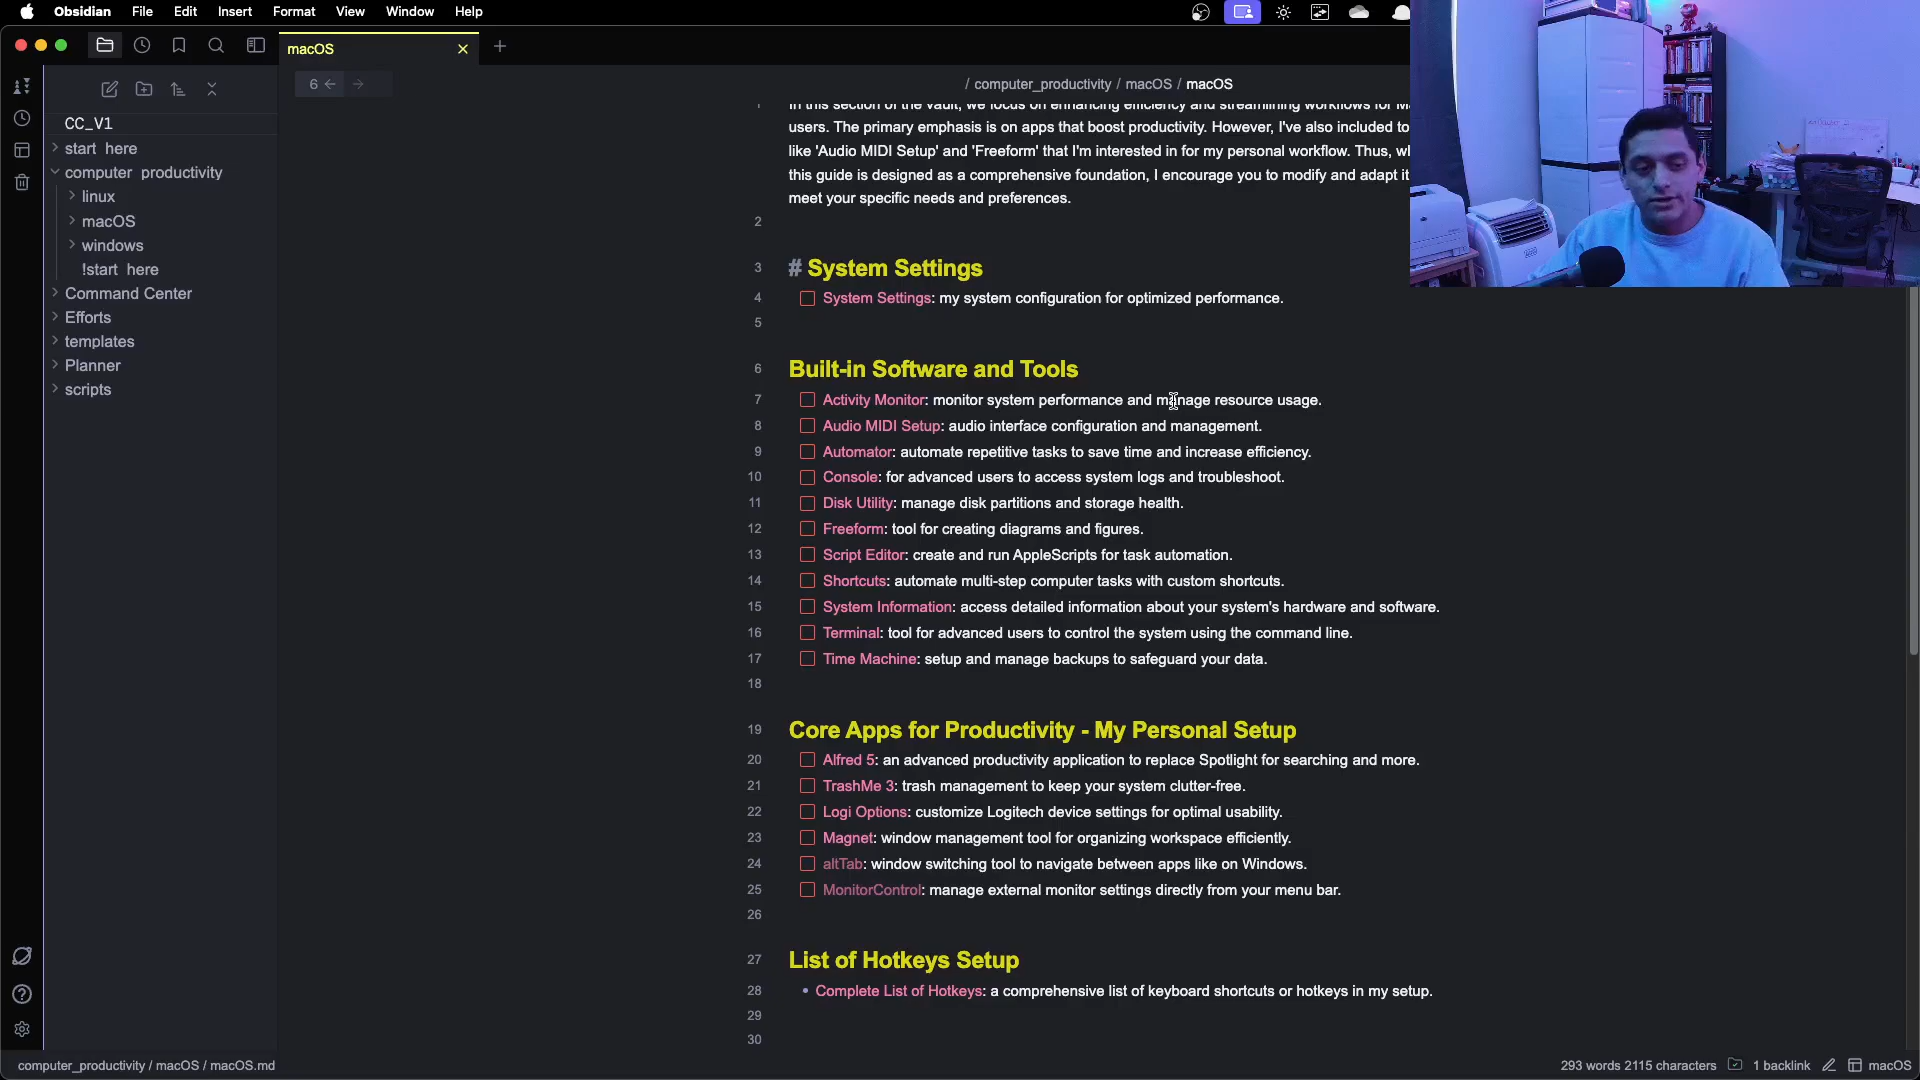 Obsidian File Edit Insert Format View Window Help
macOS
6
/ computer_productivity / macOS / macOS
CC_V1
start here
computer productivity
linux
macOS
windows
!start here
Command Center
Efforts
templates
Planner
scripts
1 In this section of the vault, we focus on enhancing efficiency and streamlining workflows for M
users. The primary emphasis is on apps that boost productivity. However, I've also included to
like 'Audio MIDI Setup' and 'Freeform' that I'm interested in for my personal workflow. Thus, wl
this guide is designed as a comprehensive foundation, I encourage you to modify and adapt it
meet your specific needs and preferences.
2
3 # System Settings
4 System Settings: my system configuration for optimized performance.
5
6 Built-in Software and Tools
7 Activity Monitor: monitor system performance and manage resource usage.
8 Audio MIDI Setup: audio interface configuration and management.
9 Automator: automate repetitive tasks to save time and increase efficiency.
10 Console: for advanced users to access system logs and troubleshoot.
11 Disk Utility: manage disk partitions and storage health.
12 Freeform: tool for creating diagrams and figures.
13 Script Editor: create and run AppleScripts for task automation.
14 Shortcuts: automate multi-step computer tasks with custom shortcuts.
15 System Information: access detailed information about your system's hardware and software.
16 Terminal: tool for advanced users to control the system using the command line.
17 Time Machine: setup and manage backups to safeguard your data.
18
19 Core Apps for Productivity - My Personal Setup
20 Alfred 5: an advanced productivity application to replace Spotlight for searching and more.
21 TrashMe 3: trash management to keep your system clutter-free.
22 Logi Options: customize Logitech device settings for optimal usability.
23 Magnet: window management tool for organizing workspace efficiently.
24 altTab: window switching tool to navigate between apps like on Windows.
25 MonitorControl: manage external monitor settings directly from your menu bar.
26
27 List of Hotkeys Setup
28 • Complete List of Hotkeys: a comprehensive list of keyboard shortcuts or hotkeys in my setup.
29
30
computer_productivity / macOS / macOS.md
293 words 2115 characters 1 backlink macOS